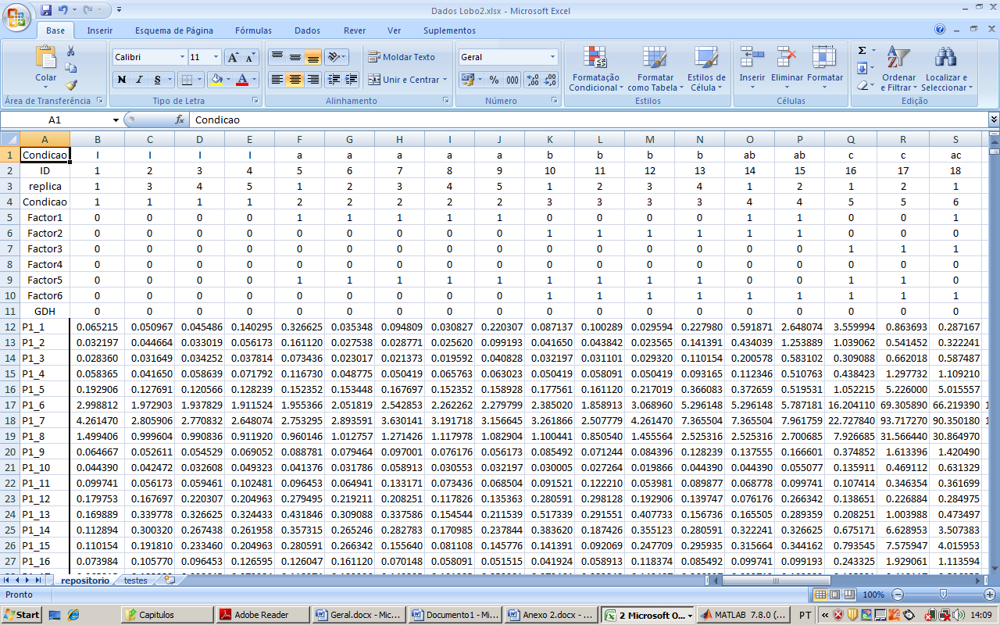 Dados Lobo2.xlsx - Microsoft Excel
Base Inserir Esquema de Página Fórmulas Dados Rever Ver Suplementos
Colar Calibri 11 Moldar Texto Geral Formatação Condicional Formatar como Tabela Estilos de Célula Inserir Eliminar Formatar Ordenar e Filtrar Localizar e Seleccionar
N I S Unir e Centrar % 000
Área de Transferência Tipo de Letra Alinhamento Número Estilos Células Edição
A1 fx Condicao
A B C D E F G H I J K L M N O P Q R S
1 Condicao I I I I a a a a a b b b b ab ab c c ac
2 ID 1 2 3 4 5 6 7 8 9 10 11 12 13 14 15 16 17 18
3 replica 1 3 4 5 1 2 3 4 5 1 2 3 4 1 2 1 2 1
4 Condicao 1 1 1 1 2 2 2 2 2 3 3 3 3 4 4 5 5 6
5 Factor1 0 0 0 0 1 1 1 1 1 0 0 0 0 1 1 0 0 1
6 Factor2 0 0 0 0 0 0 0 0 0 1 1 1 1 1 1 0 0 0
7 Factor3 0 0 0 0 0 0 0 0 0 0 0 0 0 0 0 1 1 1
8 Factor4 0 0 0 0 0 0 0 0 0 0 0 0 0 0 0 0 0 0
9 Factor5 0 0 0 0 1 1 1 1 1 1 1 1 1 0 0 1 1 0
10 Factor6 0 0 0 0 0 0 0 0 0 1 1 1 1 1 1 1 1 1
11 GDH 0 0 0 0 0 0 0 0 0 0 0 0 0 0 0 0 0 0
12 P1_1 0.065215 0.050967 0.045486 0.140295 0.326625 0.035348 0.094809 0.030827 0.220307 0.087137 0.100289 0.029594 0.227980 0.591871 2.648074 3.559994 0.863693 0.287167
13 P1_2 0.032197 0.044664 0.033019 0.056173 0.161120 0.027538 0.028771 0.025620 0.099193 0.041650 0.043842 0.023565 0.141391 0.434039 1.253889 1.039062 0.541452 0.322241
14 P1_3 0.028360 0.031649 0.034252 0.037814 0.073436 0.023017 0.021373 0.019592 0.040828 0.032197 0.031101 0.029320 0.110154 0.200578 0.583102 0.309088 0.662018 0.587487
15 P1_4 0.058365 0.041650 0.058639 0.071792 0.116730 0.048775 0.050419 0.065763 0.063023 0.050419 0.058091 0.050419 0.093165 0.112346 0.510763 0.438423 1.297732 1.109210
16 P1_5 0.192906 0.127691 0.120566 0.128239 0.152352 0.153448 0.167697 0.152352 0.158928 0.177561 0.161120 0.217019 0.366083 0.372659 0.519531 1.052215 5.226000 5.015557
17 P1_6 2.998812 1.972903 1.937829 1.911524 1.955366 2.051819 2.542853 2.262262 2.279799 2.385020 1.858913 3.068960 5.296148 5.296148 5.787181 16.204110 69.305890 66.219390
18 P1_7 4.261470 2.805906 2.770832 2.648074 2.753295 2.893591 3.630141 3.191718 3.156645 3.261866 2.507779 4.261470 7.365504 7.365504 7.961759 22.727840 93.717270 90.350180
19 P1_8 1.499406 0.999604 0.990836 0.911920 0.960146 1.012757 1.271426 1.117978 1.082904 1.100441 0.850540 1.455564 2.525316 2.525316 2.700685 7.926685 31.566440 30.864970
20 P1_9 0.064667 0.052611 0.054529 0.069052 0.088781 0.079464 0.097001 0.076176 0.056173 0.085492 0.071244 0.084396 0.128239 0.137555 0.166601 0.374852 1.613396 1.420490
21 P1_10 0.044390 0.042472 0.032608 0.049323 0.041376 0.031786 0.058913 0.030553 0.032197 0.030005 0.027264 0.019866 0.044390 0.044390 0.055077 0.135911 0.469112 0.631329
22 P1_11 0.099741 0.056173 0.059461 0.102481 0.096453 0.064941 0.133171 0.073436 0.068504 0.091521 0.122210 0.053981 0.089877 0.068778 0.099741 0.107414 0.346354 0.361699
23 P1_12 0.179753 0.167697 0.220307 0.204963 0.279495 0.219211 0.208251 0.117826 0.135363 0.280591 0.298128 0.192906 0.139747 0.076176 0.266342 0.138651 0.226884 0.284975
24 P1_13 0.169889 0.339778 0.326625 0.324433 0.431846 0.309088 0.337586 0.154544 0.211539 0.517339 0.291551 0.407733 0.156736 0.165505 0.289359 0.208251 1.003988 0.473497
25 P1_14 0.112894 0.300320 0.267438 0.261958 0.357315 0.265246 0.282783 0.170985 0.237844 0.383620 0.187426 0.355123 0.280591 0.322241 0.326625 0.675171 6.628953 3.507383
26 P1_15 0.110154 0.191810 0.233460 0.204963 0.280591 0.266342 0.155640 0.081108 0.145776 0.141391 0.092069 0.247709 0.295935 0.315664 0.344162 0.793545 7.575947 4.015953
27 P1_16 0.073984 0.105770 0.096453 0.126595 0.126047 0.161120 0.070148 0.058091 0.051515 0.041924 0.058913 0.118374 0.085492 0.099741 0.099193 0.243325 1.929061 1.113594
repositorio testes
Pronto 100%
Start Capitulos Adobe Reader Geral.docx - Micr... Documento1 - Mi... Anexo 2.docx - ... 2 Microsoft O... MATLAB 7.8.0 (... PT 14:09